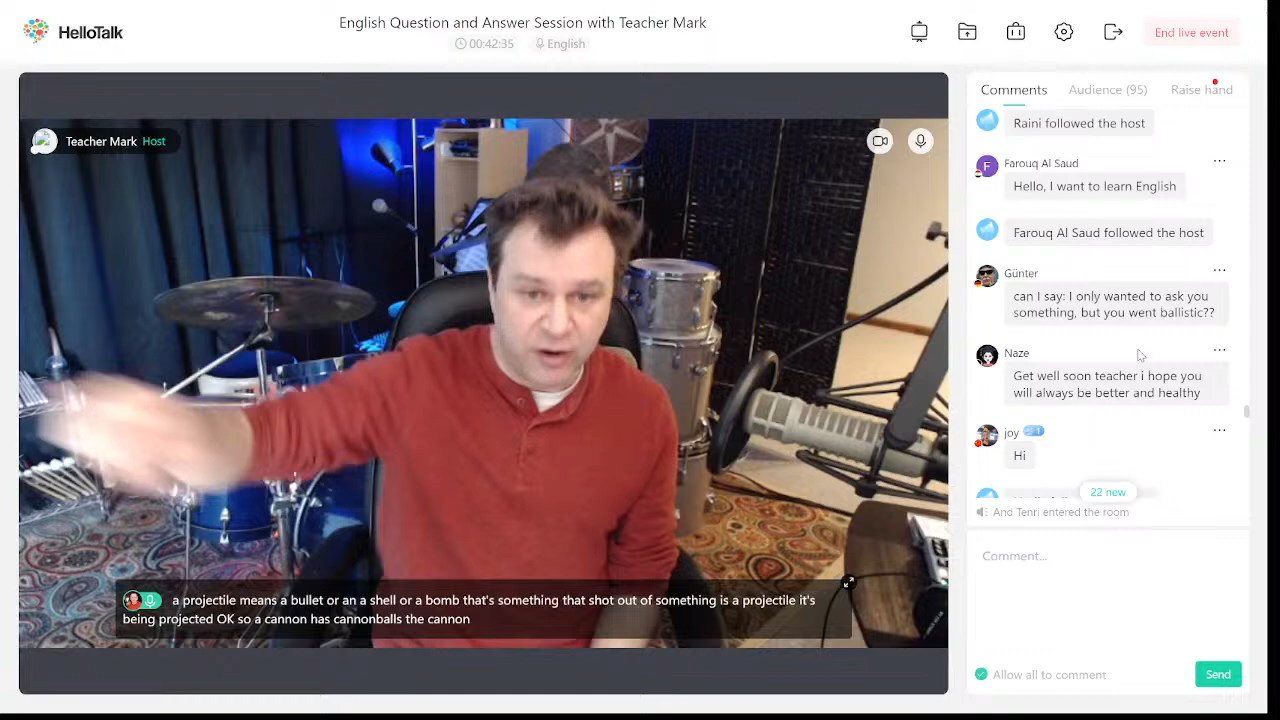 HelloTalk
English Question and Answer Session with Teacher Mark
00:42:35 English
End live event
Teacher Mark Host
a projectile means a bullet or an a shell or a bomb that's something that shot out of something is a projectile it's
being projected OK so a cannon has cannonballs the cannon
Comments Audience (95) Raise hand
Raini followed the host
Farouq Al Saud
F
Hello, I want to learn English
Farouq Al Saud followed the host
Günter
can I say: I only wanted to ask you
something, but you went ballistic??
Naze
Get well soon teacher i hope you
will always be better and healthy
joy 1
Hi
22 new
And Tenri entered the room
Comment...
Allow all to comment
Send